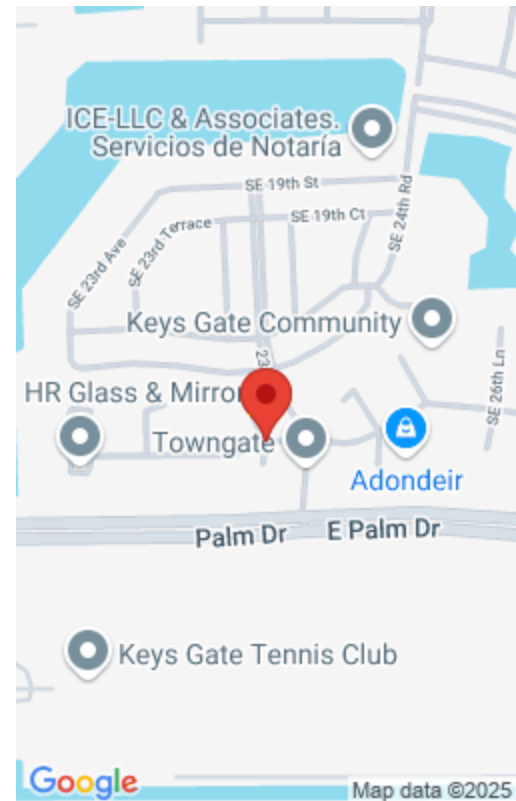 ICE-LLC & Associates.
Servicios de Notaría
SE 19th St
SE 19th Ct
SE 24th Rd
SE 23rd Ave
SE 23rd Terrace
Keys Gate Community
23
SE 26th Ln
HR Glass & Mirror
Towngate
Adondeir
Palm Dr
E Palm Dr
Keys Gate Tennis Club
Google
Map data ©2025